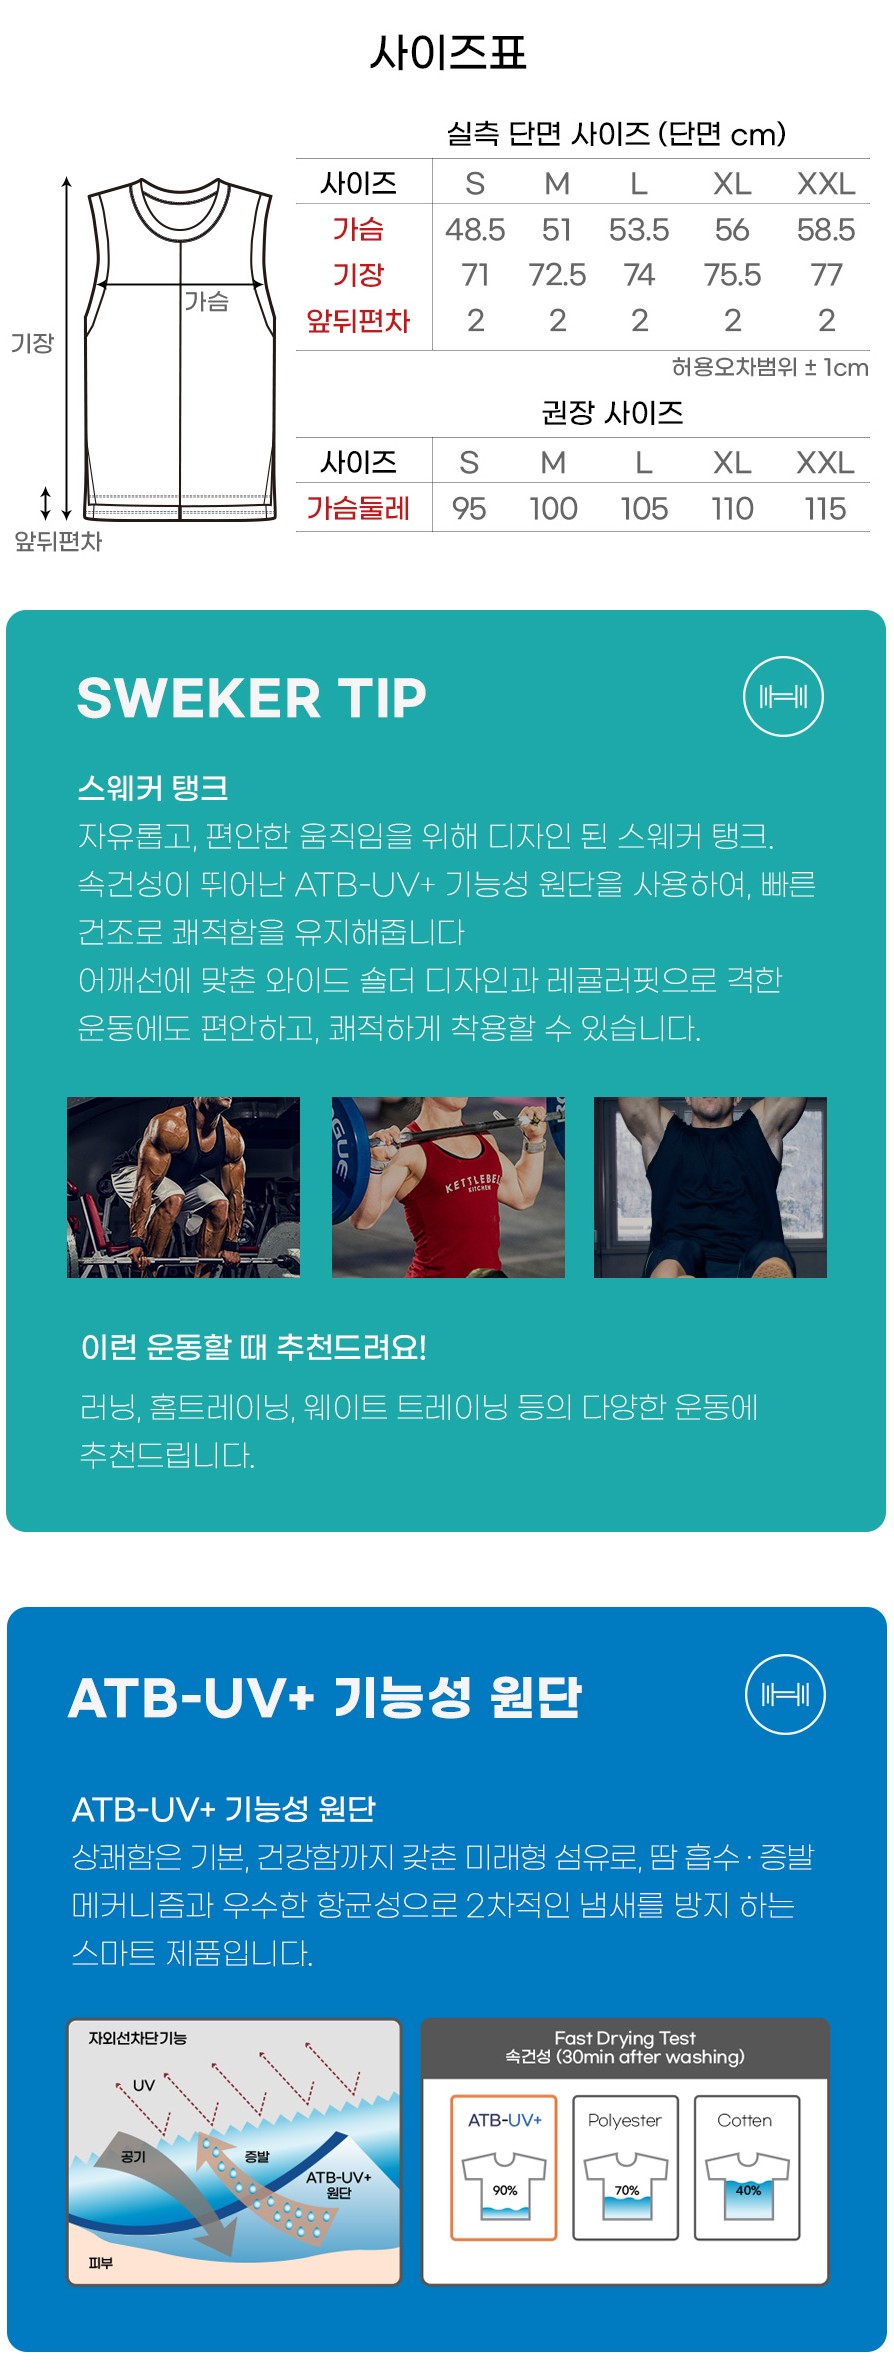 사이즈표
실측 단면 사이즈 (단면 cm)
사이즈 S M L XL XXL
가슴 48.5 51 53.5 56 58.5
기장 71 72.5 74 75.5 77
앞뒤편차 2 2 2 2 2
허용오차범위 ± 1cm
가슴
기장
앞뒤편차
권장 사이즈
사이즈 S M L XL XXL
가슴둘레 95 100 105 110 115
SWEKER TIP
스웨커 탱크
자유롭고, 편안한 움직임을 위해 디자인 된 스웨커 탱크.
속건성이 뛰어난 ATB-UV+ 기능성 원단을 사용하여, 빠른
건조로 쾌적함을 유지해줍니다
어깨선에 맞춘 와이드 숄더 디자인과 레귤러핏으로 격한
운동에도 편안하고, 쾌적하게 착용할 수 있습니다.
OGUE
KETTLEBELL
KITCHEN
이런 운동할 때 추천드려요!
러닝, 홈트레이닝, 웨이트 트레이닝 등의 다양한 운동에
추천드립니다.
ATB-UV+ 기능성 원단
ATB-UV+ 기능성 원단
상쾌함은 기본, 건강함까지 갖춘 미래형 섬유로, 땀 흡수 · 증발
메커니즘과 우수한 항균성으로 2차적인 냄새를 방지 하는
스마트 제품입니다.
자외선차단기능
UV
공기
증발
ATB-UV+
원단
피부
Fast Drying Test
속건성 (30min after washing)
ATB-UV+ Polyester Cotten
90% 70% 40%